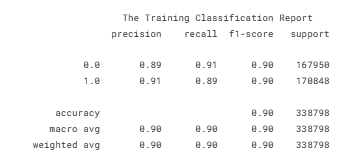 The Training Classification Report
precision recall f1-score support
0.0 0.89 0.91 0.90 167950
1.0 0.91 0.89 0.90 170848
accuracy 0.90 338798
macro avg 0.90 0.90 0.90 338798
weighted avg 0.90 0.90 0.90 338798